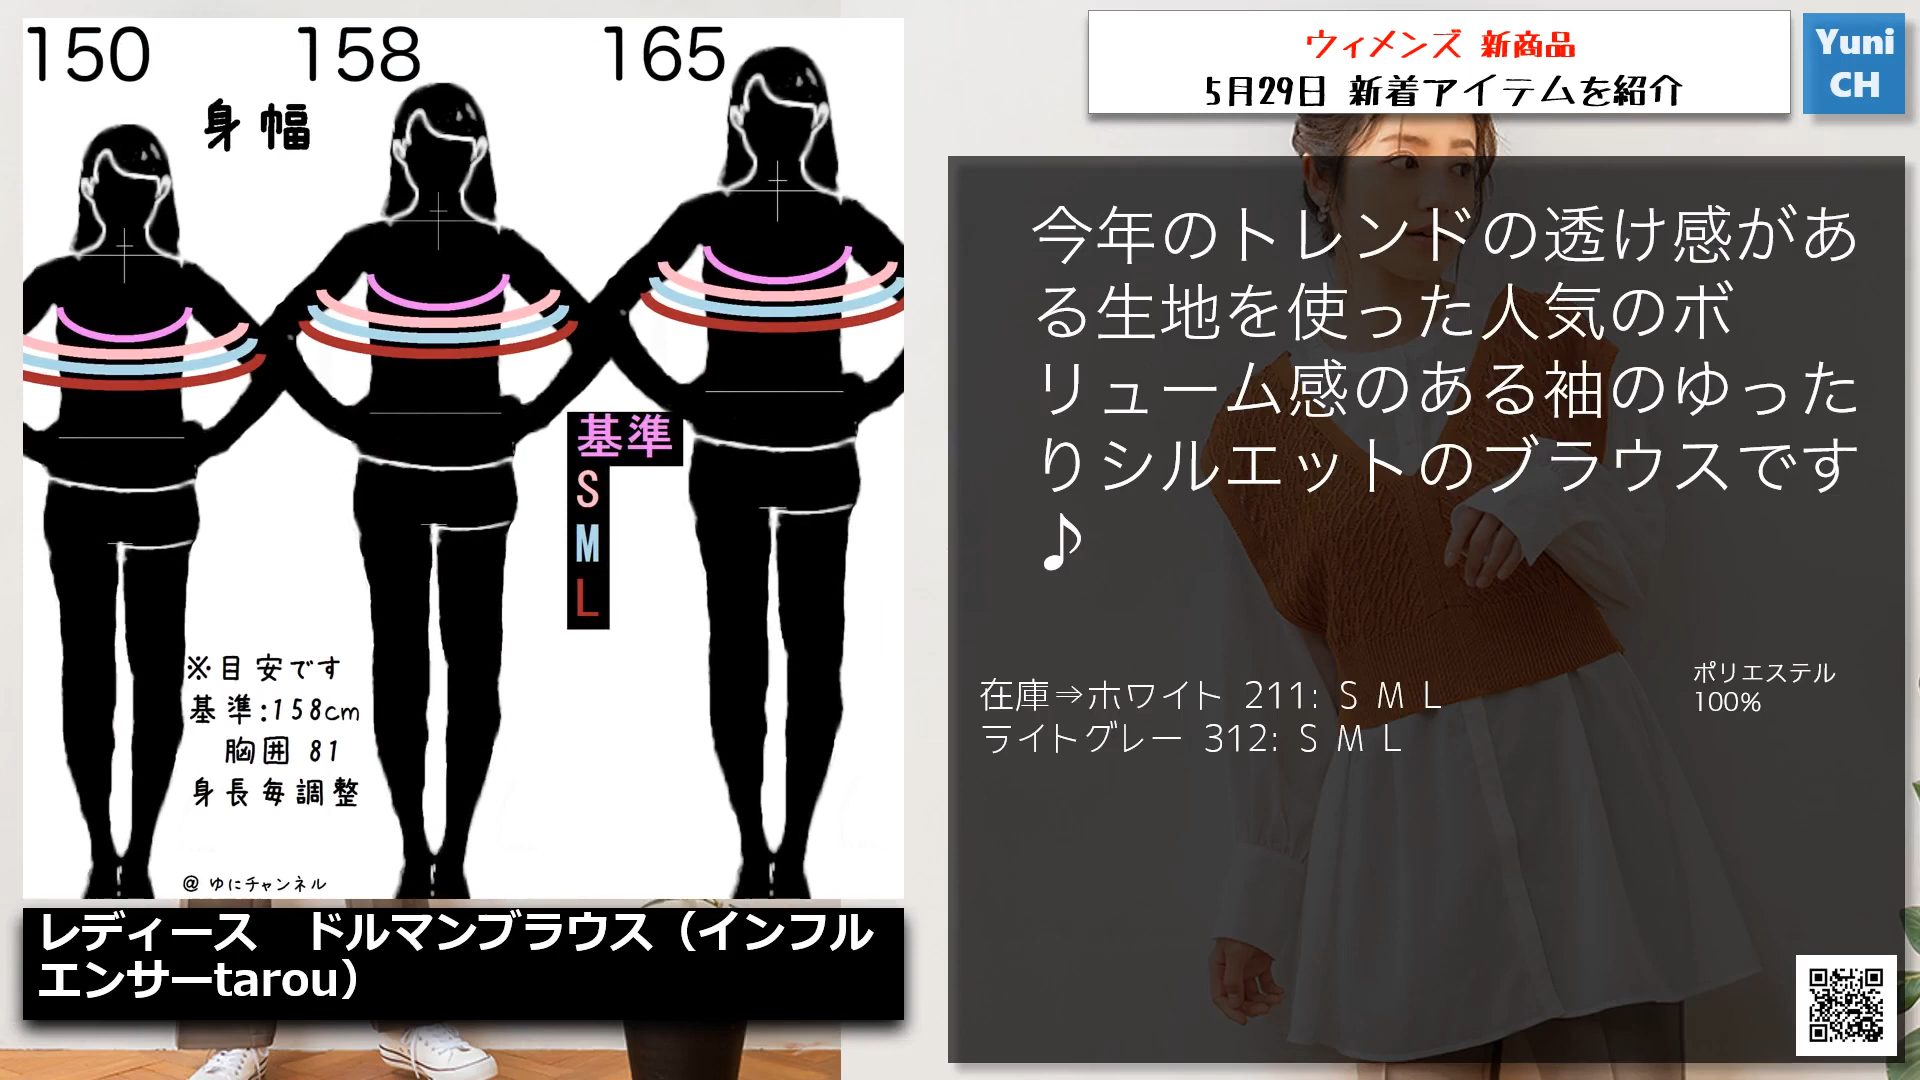 150 158 165
身幅
基準
S
M
L
※目安です
基準:158cm
胸囲 81
身長毎調整
@ ゆにチャンネル
レディース　ドルマンブラウス（インフル
エンサーtarou）
ウィメンズ 新商品
5月29日 新着アイテムを紹介
Yuni
CH
今年のトレンドの透け感があ
る生地を使った人気のボ
リューム感のある袖のゆった
りシルエットのブラウスです
♪
在庫⇒ホワイト 211: S M L
ライトグレー 312: S M L
ポリエステル
100%